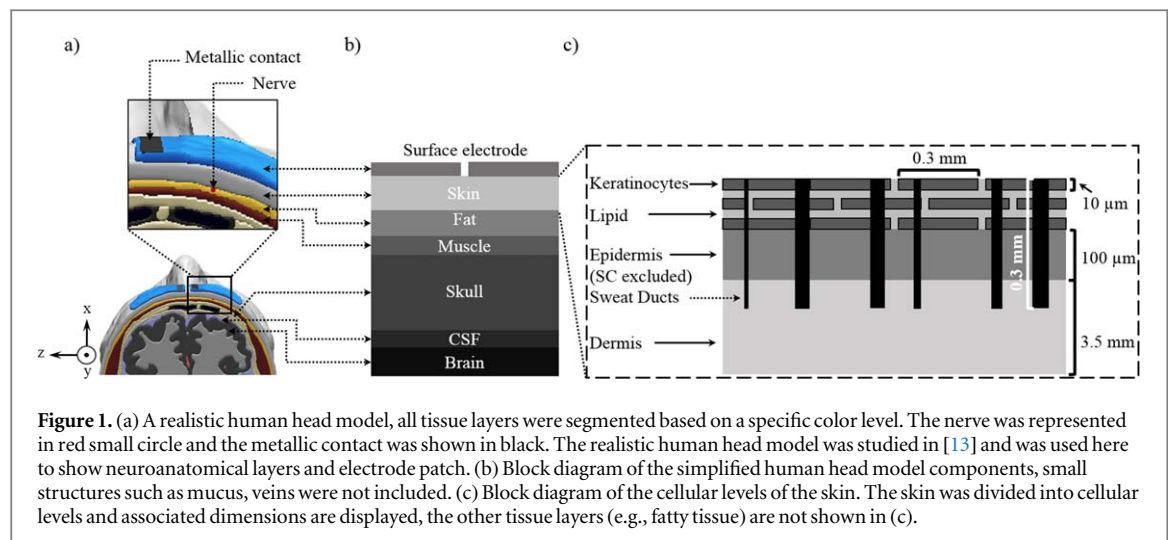 a)
Metallic contact
Nerve
x
z
y
b)
Surface electrode
Skin
Fat
Muscle
Skull
CSF
Brain
c)
0.3 mm
Keratinocytes
10 µm
Lipid
Epidermis
(SC excluded)
100 µm
0.3 mm
Sweat Ducts
Dermis
3.5 mm
Figure 1. (a) A realistic human head model, all tissue layers were segmented based on a specific color level. The nerve was represented
in red small circle and the metallic contact was shown in black. The realistic human head model was studied in [13] and was used here
to show neuroanatomical layers and electrode patch. (b) Block diagram of the simplified human head model components, small
structures such as mucus, veins were not included. (c) Block diagram of the cellular levels of the skin. The skin was divided into cellular
levels and associated dimensions are displayed, the other tissue layers (e.g., fatty tissue) are not shown in (c).